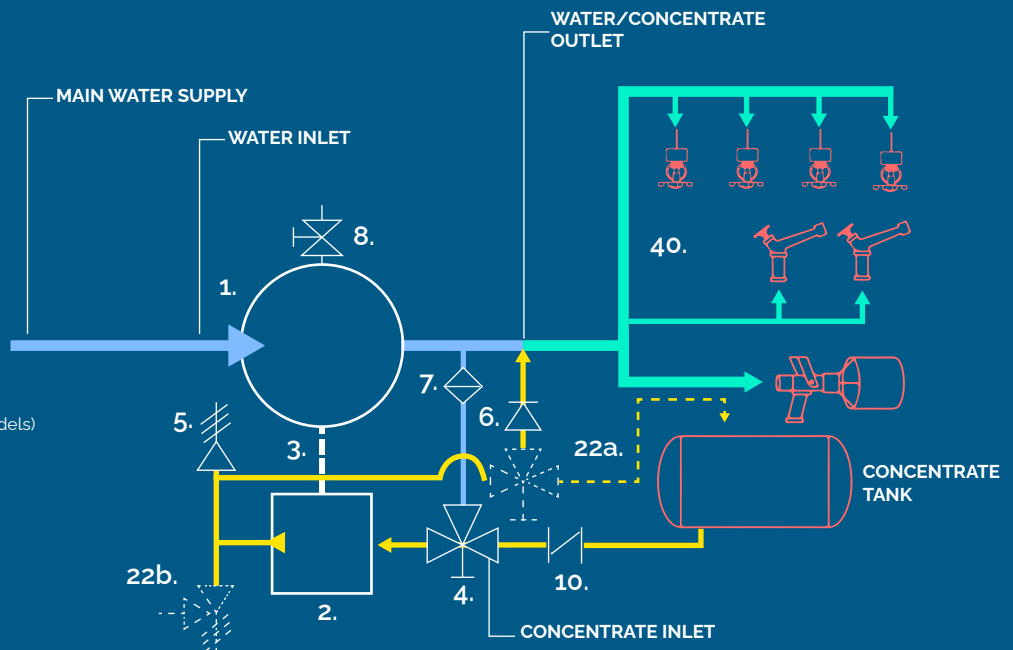 WATER/CONCENTRATE
OUTLET
MAIN WATER SUPPLY
WATER INLET
8.
40.
1.
7.
5.
6.
dels)
3.
22a.
CONCENTRATE
TANK
22b.
10.
2.
4.
CONCENTRATE INLET